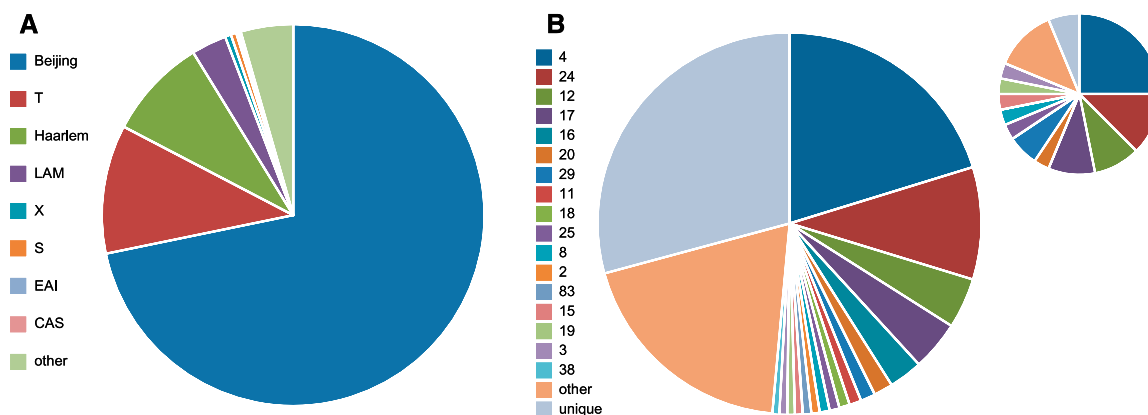 A
Beijing
T
Haarlem
LAM
X
S
EAI
CAS
other
B
4
24
12
17
16
20
29
11
18
25
8
2
83
15
19
3
38
other
unique